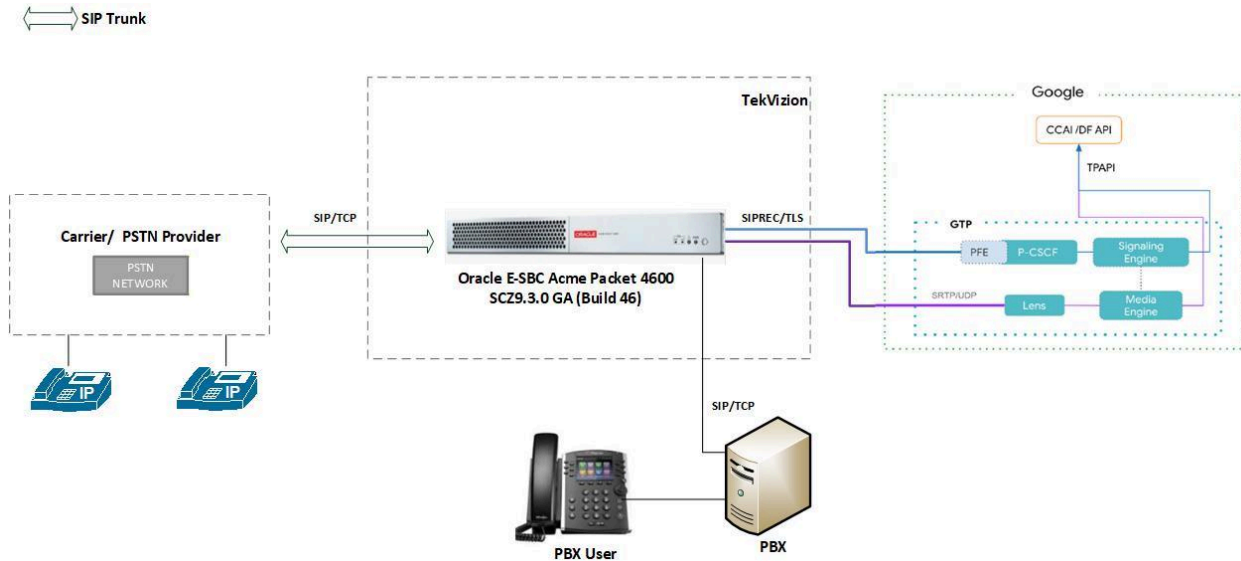 SIP Trunk
TekVizion
Google
CCAI /DF API
TPAPI
SIP/TCP
SIPREC/TLS
Carrier/ PSTN Provider
PSTN
NETWORK
ORACLE
GTP
PFE
P-CSCF
Signaling
Engine
Oracle E-SBC Acme Packet 4600
SCZ9.3.0 GA (Build 46)
SRTP/UDP
Lens
Media
Engine
IP
IP
SIP/TCP
PBX User
PBX